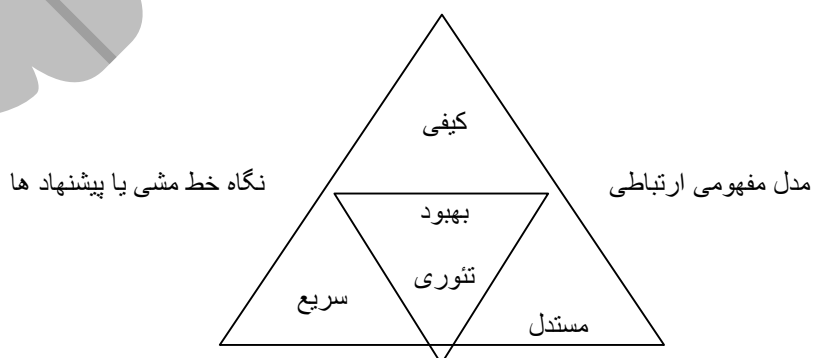 کیفی
مدل مفهومی ارتباطی
نگاه خط مشی یا پیشنهاد ها
بهبود
تئوری
سریع
مستدل